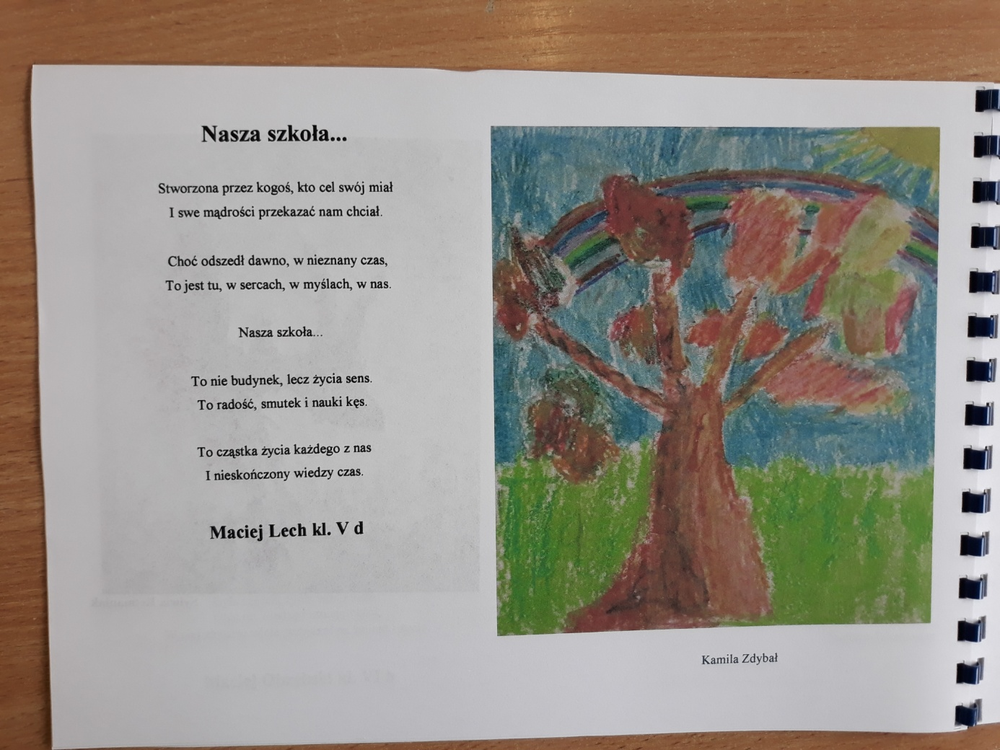 Nasza szkoła...
Stworzona przez kogoś, kto cel swój miał
I swe mądrości przekazać nam chciał.
Choć odszedł dawno, w nieznany czas,
To jest tu, w sercach, w myślach, w nas.
Nasza szkoła...
To nie budynek, lecz życia sens.
To radość, smutek i nauki kęs.
To cząstka życia każdego z nas
I nieskończony wiedzy czas.
Maciej Lech kl. V d
Kamila Zdybał